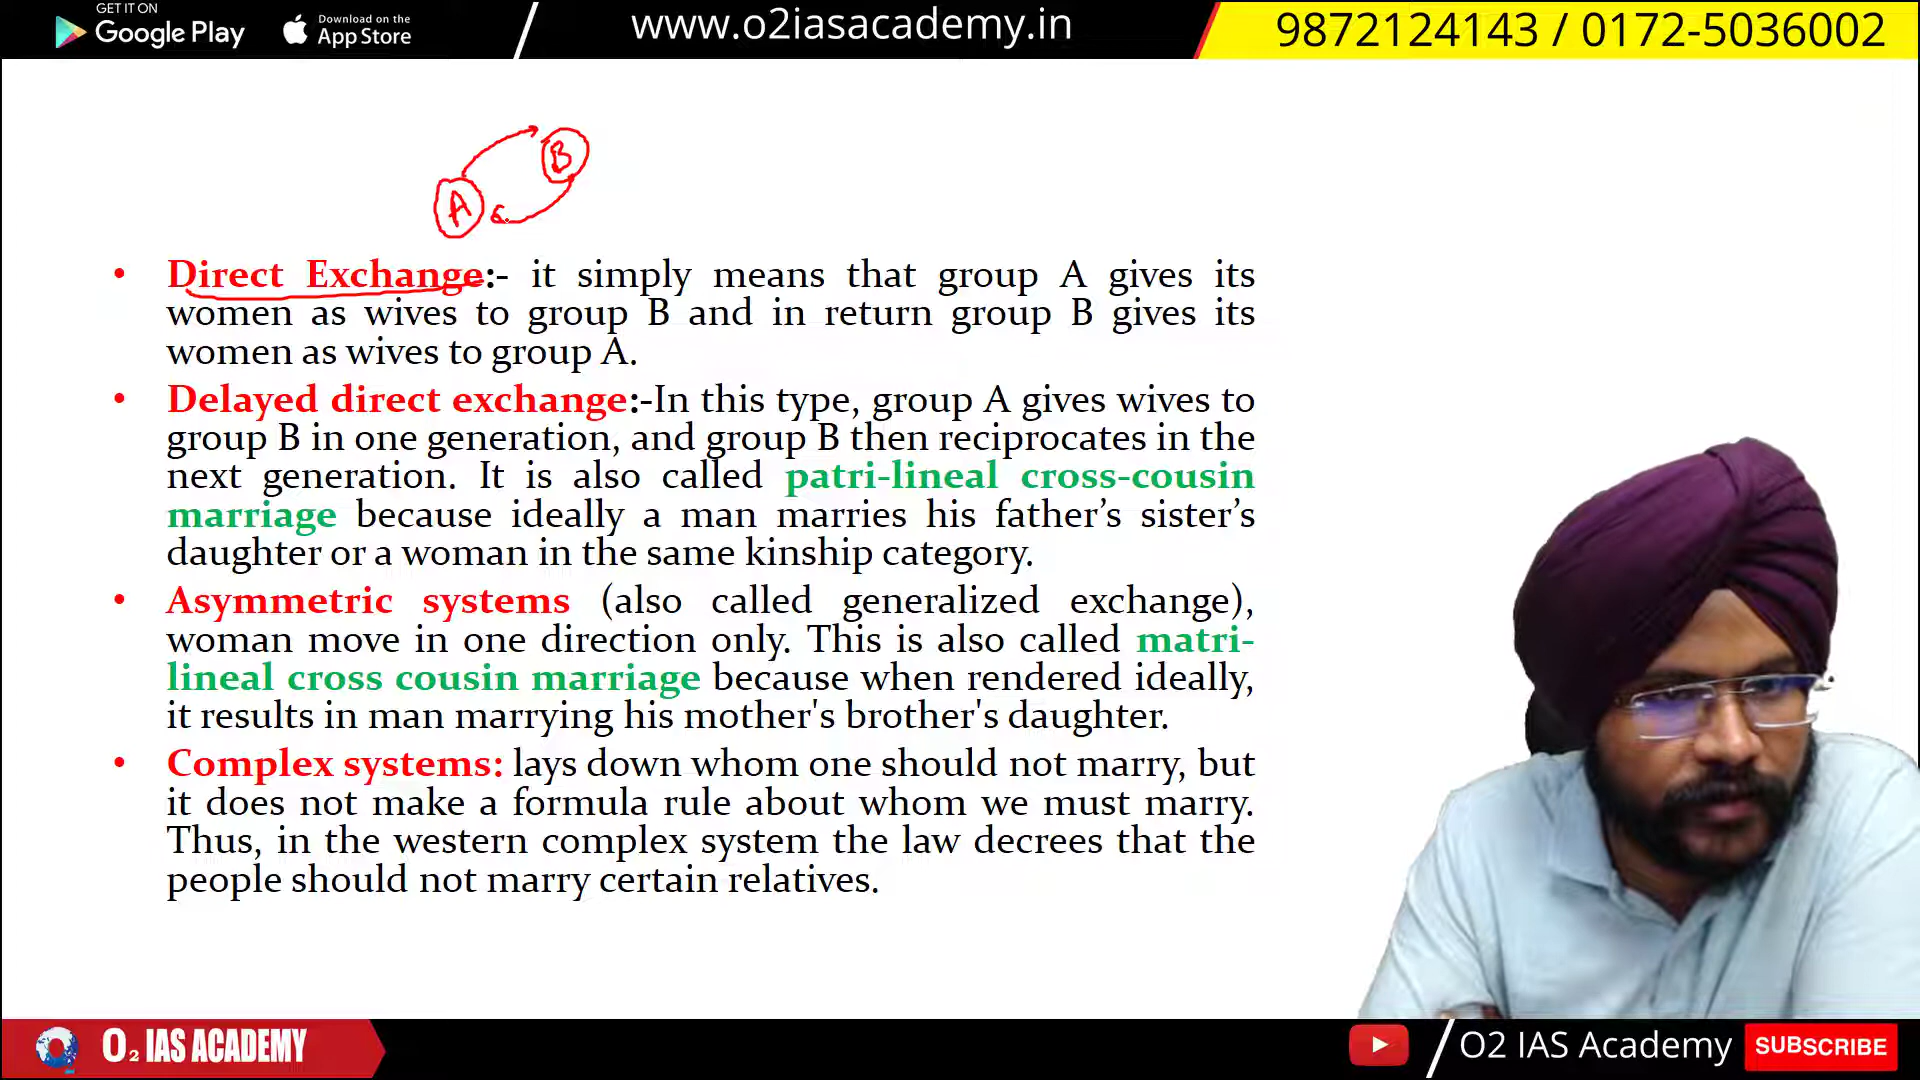 GET IT ON
Google Play
Download on the
App Store
www.o2iasacademy.in
9872124143 / 0172-5036002
B
A
• Direct Exchange:- it simply means that group A gives its
women as wives to group B and in return group B gives its
women as wives to group A.
• Delayed direct exchange:-In this type, group A gives wives to
group B in one generation, and group B then reciprocates in the
next generation. It is also called patri-lineal cross-cousin
marriage because ideally a man marries his father’s sister’s
daughter or a woman in the same kinship category.
• Asymmetric systems (also called generalized exchange),
woman move in one direction only. This is also called matri-
lineal cross cousin marriage because when rendered ideally,
it results in man marrying his mother's brother's daughter.
• Complex systems: lays down whom one should not marry, but
it does not make a formula rule about whom we must marry.
Thus, in the western complex system the law decrees that the
people should not marry certain relatives.
O2 IAS ACADEMY
O2 IAS Academy
SUBSCRIBE